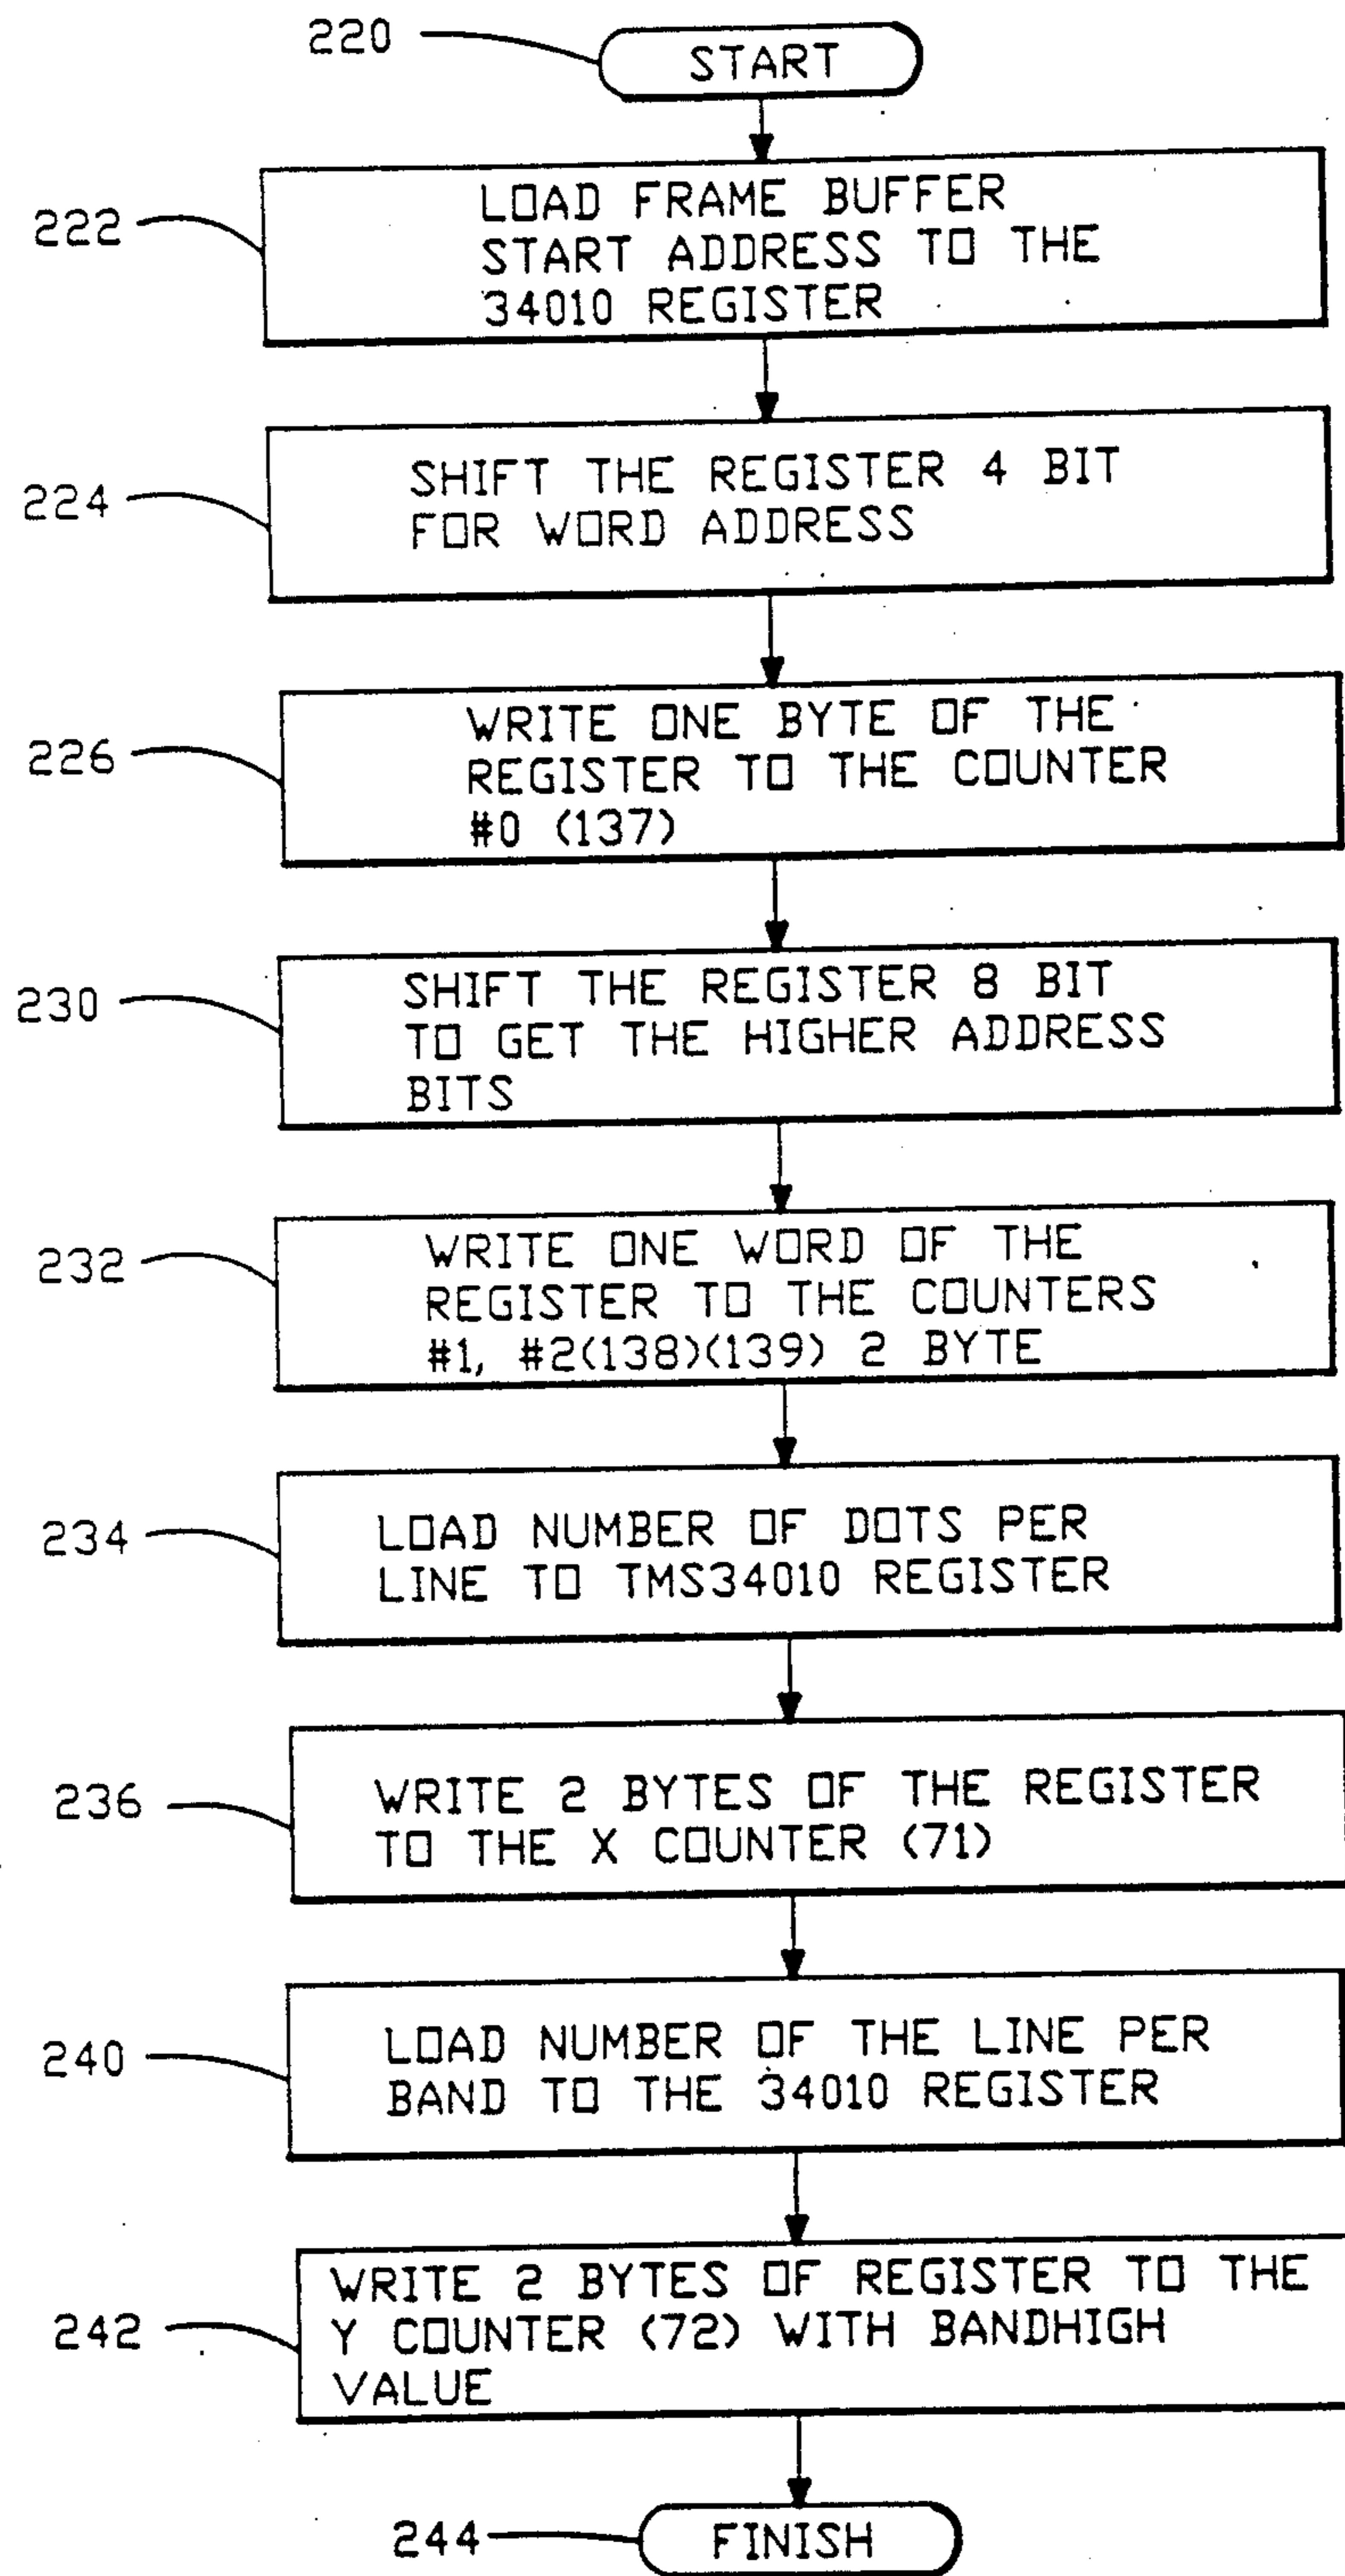 220
START
222
LOAD FRAME BUFFER
START ADDRESS TO THE
34010 REGISTER
224
SHIFT THE REGISTER 4 BIT
FOR WORD ADDRESS
226
WRITE ONE BYTE OF THE
REGISTER TO THE COUNTER
#0 (137)
230
SHIFT THE REGISTER 8 BIT
TO GET THE HIGHER ADDRESS
BITS
232
WRITE ONE WORD OF THE
REGISTER TO THE COUNTERS
#1, #2(138)(139) 2 BYTE
234
LOAD NUMBER OF DOTS PER
LINE TO TMS34010 REGISTER
236
WRITE 2 BYTES OF THE REGISTER
TO THE X COUNTER (71)
240
LOAD NUMBER OF THE LINE PER
BAND TO THE 34010 REGISTER
242
WRITE 2 BYTES OF REGISTER TO THE
Y COUNTER (72) WITH BANDHIGH
VALUE
244
FINISH